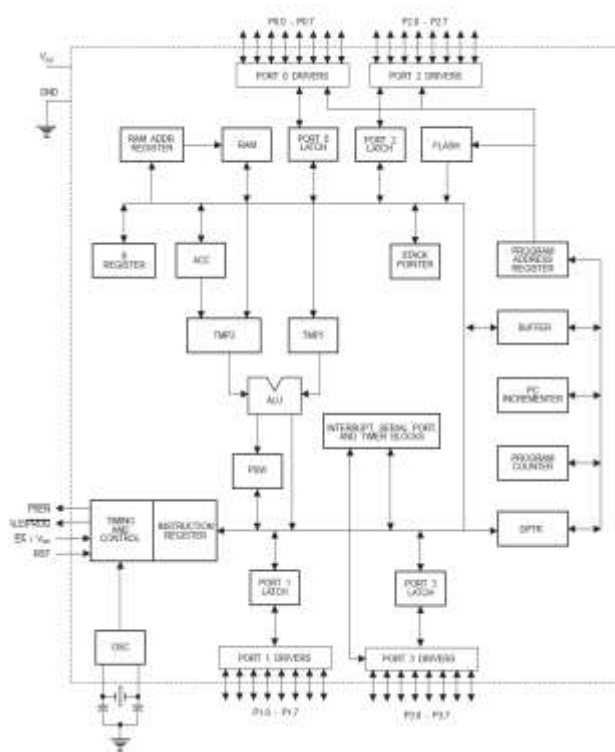 P0.0 - P0.7
P2.0 - P2.7
VCC
GND
PORT 0 DRIVERS
PORT 2 DRIVERS
RAM ADDR.
REGISTER
RAM
PORT 0
LATCH
PORT 2
LATCH
FLASH
B
REGISTER
ACC
STACK
POINTER
PROGRAM
ADDRESS
REGISTER
TMP2
TMP1
BUFFER
ALU
PC
INCREMENTER
INTERRUPT, SERIAL PORT,
AND TIMER BLOCKS
PSW
PROGRAM
COUNTER
PSEN
ALE/PROG
EA / VPP
RST
TIMING
AND
CONTROL
INSTRUCTION
REGISTER
DPTR
PORT 1
LATCH
PORT 3
LATCH
OSC
PORT 1 DRIVERS
PORT 3 DRIVERS
P1.0 - P1.7
P3.0 - P3.7